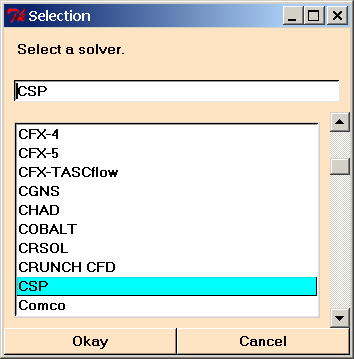 Selection
Select a solver.
CSP
CFX-4
CFX-5
CFX-TASCflow
CGNS
CHAD
COBALT
CRSOL
CRUNCH CFD
CSP
Comco
Okay
Cancel